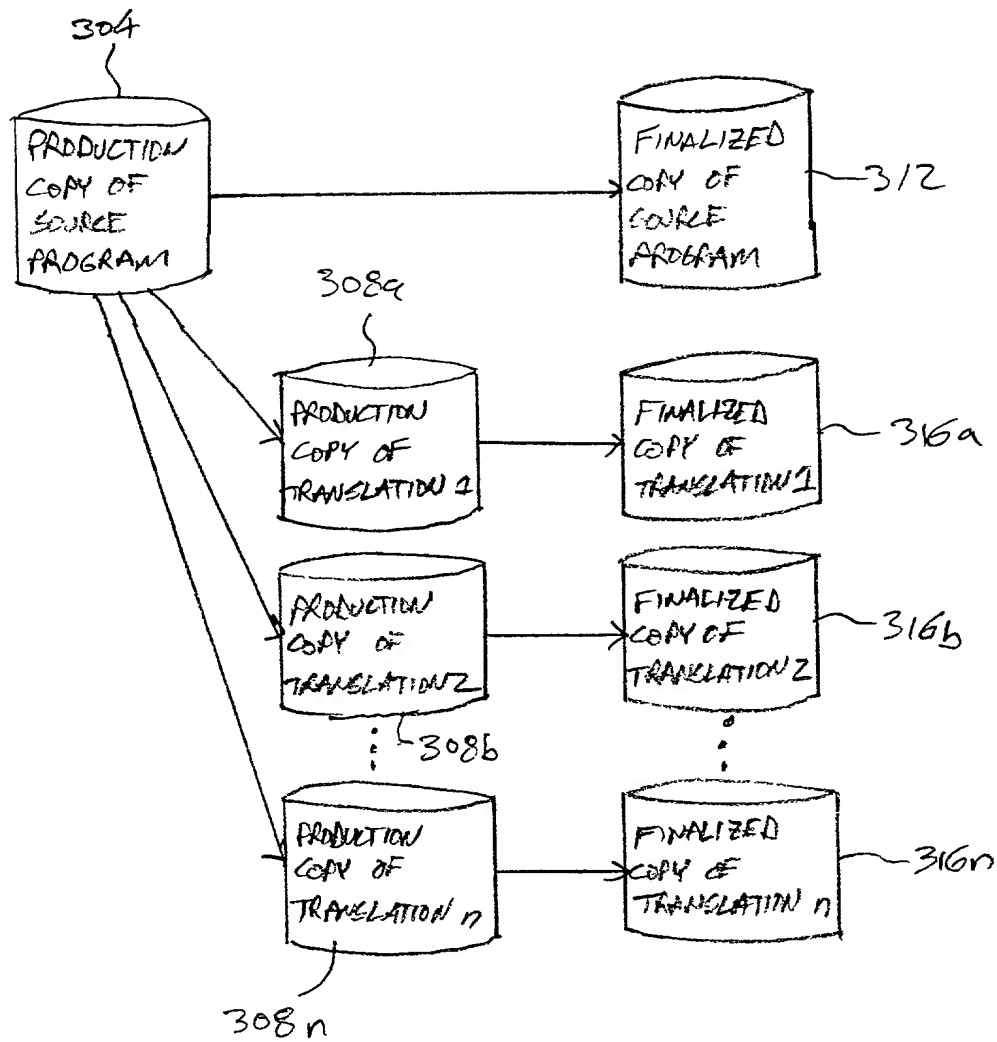 304
PRODUCTION
COPY OF
SOURCE
PROGRAM
FINALIZED
COPY OF
SOURCE
PROGRAM
312
308a
PRODUCTION
COPY OF
TRANSLATION 1
FINALIZED
COPY OF
TRANSLATION 1
316a
PRODUCTION
COPY OF
TRANSLATION 2
308b
FINALIZED
COPY OF
TRANSLATION 2
316b
PRODUCTION
COPY OF
TRANSLATION n
308n
FINALIZED
COPY OF
TRANSLATION n
316n